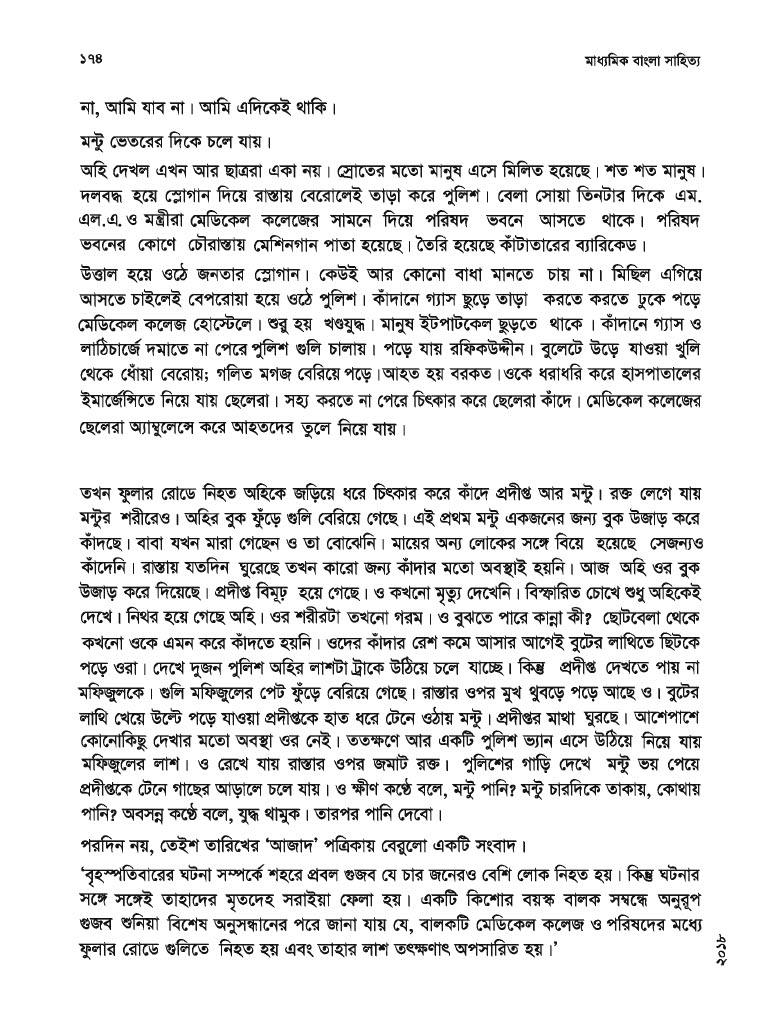 ১৭৪ মাধ্যমিক বাংলা সাহিত্য
না, আমি যাব না। আমি এদিকেই থাকি।
মন্টু ভেতরের দিকে চলে যায়।
অহি দেখল এখন আর ছাত্ররা একা নয়। স্রোতের মতো মানুষ এসে মিলিত হয়েছে। শত শত মানুষ।
দলবদ্ধ হয়ে স্লোগান দিয়ে রাস্তায় বেরোলেই তাড়া করে পুলিশ। বেলা সোয়া তিনটার দিকে এম.
এল.এ. ও মন্ত্রীরা মেডিকেল কলেজের সামনে দিয়ে পরিষদ ভবনে আসতে থাকে। পরিষদ
ভবনের কোণে চৌরাস্তায় মেশিনগান পাতা হয়েছে। তৈরি হয়েছে কাঁটাতারের ব্যারিকেড।
উত্তাল হয়ে ওঠে জনতার স্লোগান। কেউই আর কোনো বাধা মানতে চায় না। মিছিল এগিয়ে
আসতে চাইলেই বেপরোয়া হয়ে ওঠে পুলিশ। কাঁদানে গ্যাস ছুড়ে তাড়া করতে করতে ঢুকে পড়ে
মেডিকেল কলেজ হোস্টেলে। শুরু হয় খণ্ডযুদ্ধ। মানুষ ইটপাটকেল ছুড়তে থাকে । কাঁদানে গ্যাস ও
লাঠিচার্জে দমাতে না পেরে পুলিশ গুলি চালায়। পড়ে যায় রফিকউদ্দীন। বুলেটে উড়ে যাওয়া খুলি
থেকে ধোঁয়া বেরোয়; গলিত মগজ বেরিয়ে পড়ে।আহত হয় বরকত।ওকে ধরাধরি করে হাসপাতালের
ইমার্জেন্সিতে নিয়ে যায় ছেলেরা। সহ্য করতে না পেরে চিৎকার করে ছেলেরা কাঁদে। মেডিকেল কলেজের
ছেলেরা অ্যাম্বুলেন্সে করে আহতদের তুলে নিয়ে যায়।
তখন ফুলার রোডে নিহত অহিকে জড়িয়ে ধরে চিৎকার করে কাঁদে প্রদীপ্ত আর মন্টু। রক্ত লেগে যায়
মন্টুর শরীরেও। অহির বুক ফুঁড়ে গুলি বেরিয়ে গেছে। এই প্রথম মন্টু একজনের জন্য বুক উজাড় করে
কাঁদছে। বাবা যখন মারা গেছেন ও তা বোঝেনি। মায়ের অন্য লোকের সঙ্গে বিয়ে হয়েছে সেজন্যও
কাঁদেনি। রাস্তায় যতদিন ঘুরেছে তখন কারো জন্য কাঁদার মতো অবস্থাই হয়নি। আজ অহি ওর বুক
উজাড় করে দিয়েছে। প্রদীপ্ত বিমূঢ় হয়ে গেছে। ও কখনো মৃত্যু দেখেনি। বিস্ফারিত চোখে শুধু অহিকেই
দেখে। নিথর হয়ে গেছে অহি। ওর শরীরটা তখনো গরম। ও বুঝতে পারে কান্না কী? ছোটবেলা থেকে
কখনো ওকে এমন করে কাঁদতে হয়নি। ওদের কাঁদার রেশ কমে আসার আগেই বুটের লাথিতে ছিটকে
পড়ে ওরা। দেখে দুজন পুলিশ অহির লাশটা ট্রাকে উঠিয়ে চলে যাচ্ছে। কিন্তু প্রদীপ্ত দেখতে পায় না
মফিজুলকে। গুলি মফিজুলের পেট ফুঁড়ে বেরিয়ে গেছে। রাস্তার ওপর মুখ থুবড়ে পড়ে আছে ও। বুটের
লাথি খেয়ে উল্টে পড়ে যাওয়া প্রদীপ্তকে হাত ধরে টেনে ওঠায় মন্টু। প্রদীপ্তর মাথা ঘুরছে। আশেপাশে
কোনোকিছু দেখার মতো অবস্থা ওর নেই। ততক্ষণে আর একটি পুলিশ ভ্যান এসে উঠিয়ে নিয়ে যায়
মফিজুলের লাশ। ও রেখে যায় রাস্তার ওপর জমাট রক্ত। পুলিশের গাড়ি দেখে মন্টু ভয় পেয়ে
প্রদীপ্তকে টেনে গাছের আড়ালে চলে যায়। ও ক্ষীণ কণ্ঠে বলে, মন্টু পানি? মন্টু চারদিকে তাকায়, কোথায়
পানি? অবসন্ন কণ্ঠে বলে, যুদ্ধ থামুক। তারপর পানি দেবো।
পরদিন নয়, তেইশ তারিখের ‘আজাদ’ পত্রিকায় বেরুলো একটি সংবাদ।
‘বৃহস্পতিবারের ঘটনা সম্পর্কে শহরে প্রবল গুজব যে চার জনেরও বেশি লোক নিহত হয়। কিন্তু ঘটনার
সঙ্গে সঙ্গেই তাহাদের মৃতদেহ সরাইয়া ফেলা হয়। একটি কিশোর বয়স্ক বালক সম্বন্ধে অনুরূপ
গুজব শুনিয়া বিশেষ অনুসন্ধানের পরে জানা যায় যে, বালকটি মেডিকেল কলেজ ও পরিষদের মধ্যে
ফুলার রোডে গুলিতে নিহত হয় এবং তাহার লাশ তৎক্ষণাৎ অপসারিত হয়।’
২০১৮